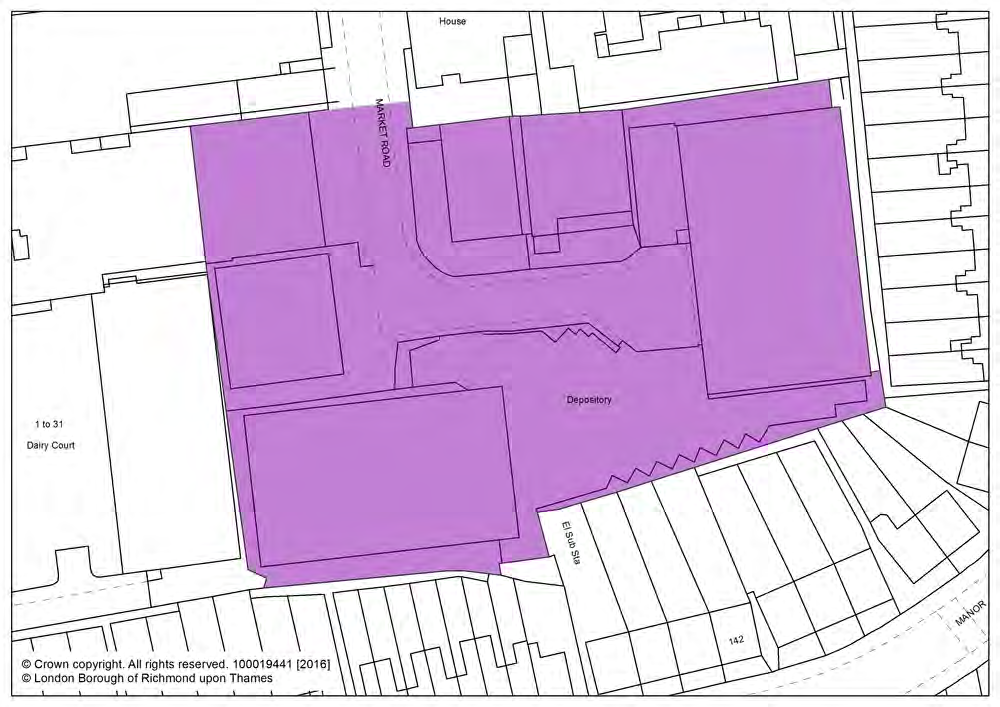 House
MARKET ROAD
Depository
1 to 31
Dairy Court
El Sub Sta
142
MANOR
© Crown copyright. All rights reserved. 100019441 [2016]
© London Borough of Richmond upon Thames